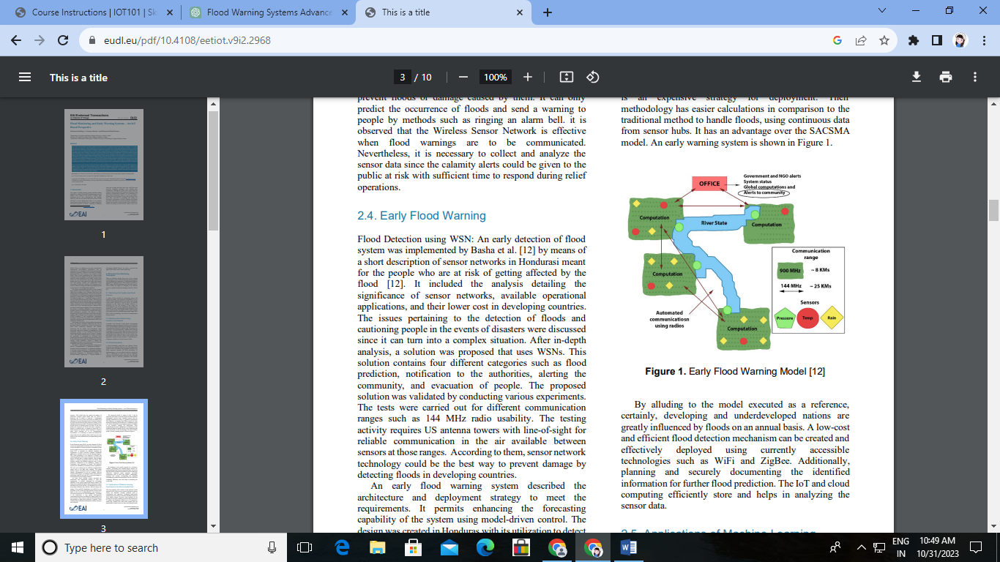 Course Instructions | IOT101 | Sk
Flood Warning Systems Advance
This is a title
eudl.eu/pdf/10.4108/eetiot.v9i2.2968
This is a title
3 / 10
100%
1
2
3
prevent floods or damage caused by them. It can only
predict the occurrence of floods and send a warning to
people by methods such as ringing an alarm bell. it is
observed that the Wireless Sensor Network is effective
when flood warnings are to be communicated.
Nevertheless, it is necessary to collect and analyze the
sensor data since the calamity alerts could be given to the
public at risk with sufficient time to respond during relief
operations.
2.4. Early Flood Warning
Flood Detection using WSN: An early detection of flood
system was implemented by Basha et al. [12] by means of
a short description of sensor networks in Hondurasi meant
for the people who are at risk of getting affected by the
flood [12]. It included the analysis detailing the
significance of sensor networks, available operational
applications, and their lower cost in developing countries.
The issues pertaining to the detection of floods and
cautioning people in the events of disasters were discussed
since it can turn into a complex situation. After in-depth
analysis, a solution was proposed that uses WSNs. This
solution contains four different categories such as flood
prediction, notification to the authorities, alerting the
community, and evacuation of people. The proposed
solution was validated by conducting various experiments.
The tests were carried out for different communication
ranges such as 144 MHz radio usability. The testing
activity requires US antenna towers with line-of-sight for
reliable communication in the air available between
sensors at those ranges. According to them, sensor network
technology could be the best way to prevent damage by
detecting floods in developing countries.
An early flood warning system described the
architecture and deployment strategy to meet the
requirements. It permits enhancing the forecasting
capability of the system using model-driven control. The
design was created in Honduras with its utilization to detect
is an expensive strategy for deployment. Their
methodology has easier calculations in comparison to the
traditional method to handle floods, using continuous data
from sensor hubs. It has an advantage over the SACSMA
model. An early warning system is shown in Figure 1.
OFFICE
Government and NGO alerts
System status
Global computations and
Alerts to community
Computation
River State
Computation
Computation
Computation
Automated
communicatiosn
using radios
Communication
range
900 MHz ~ 8 KMs
144 MHz ~ 25 KMs
Sensors
Pressure Temp Rain
Figure 1. Early Flood Warning Model [12]
By alluding to the model executed as a reference,
certainly, developing and underdeveloped nations are
greatly influenced by floods on an annual basis. A low-cost
and efficient flood detection mechanism can be created and
effectively deployed using currently accessible
technologies such as WiFi and ZigBee. Additionally,
planning and securely documenting the identified
information for further flood prediction. The IoT and cloud
computing efficiently store and helps in analyzing the
sensor data.
2.5. Applications of Machine Learning
Type here to search
ENG
IN
10:49 AM
10/31/2023